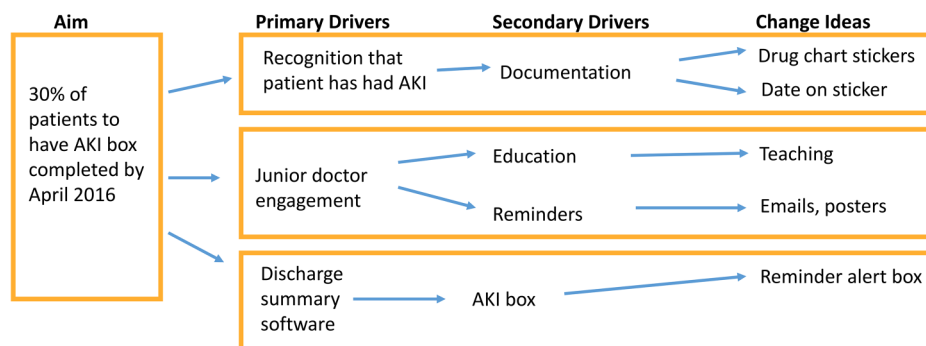 Aim
Primary Drivers
Secondary Drivers
Change Ideas
30% of
patients to
have AKI box
completed by
April 2016
Recognition that
patient has had AKI
Documentation
Drug chart stickers
Date on sticker
Junior doctor
engagement
Education
Teaching
Reminders
Emails, posters
Discharge
summary
software
AKI box
Reminder alert box